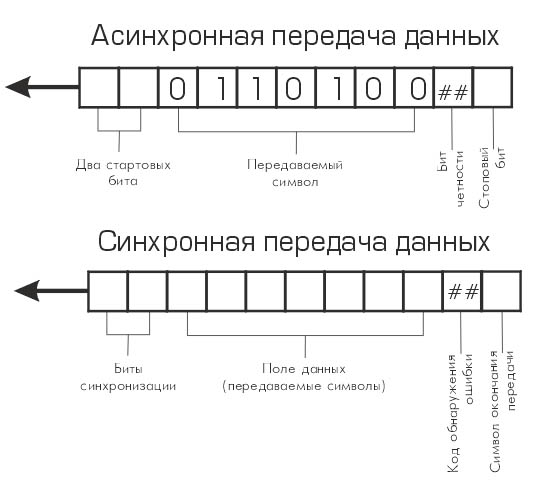 Асинхронная передача данных
0 1 1 0 1 0 0 ##
Два стартовых
бита
Передаваемый
символ
Бит
четности
Стоповый
бит
Синхронная передача данных
##
Биты
синхронизации
Поле данных
(передаваемые символы)
Код обнаружения
ошибки
Символ окончания
передачи